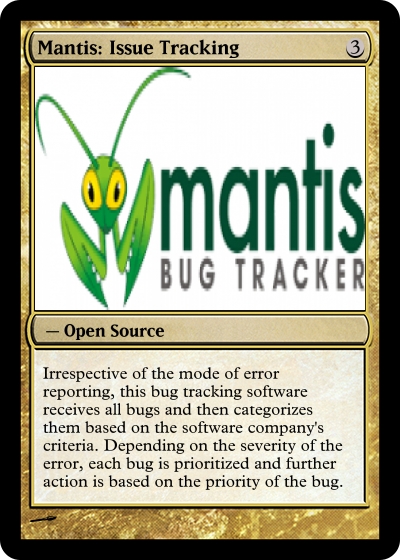 Mantis: Issue Tracking 3
mantis
BUG TRACKER
— Open Source
Irrespective of the mode of error
reporting, this bug tracking software
receives all bugs and then categorizes
them based on the software company's
criteria. Depending on the severity of the
error, each bug is prioritized and further
action is based on the priority of the bug.